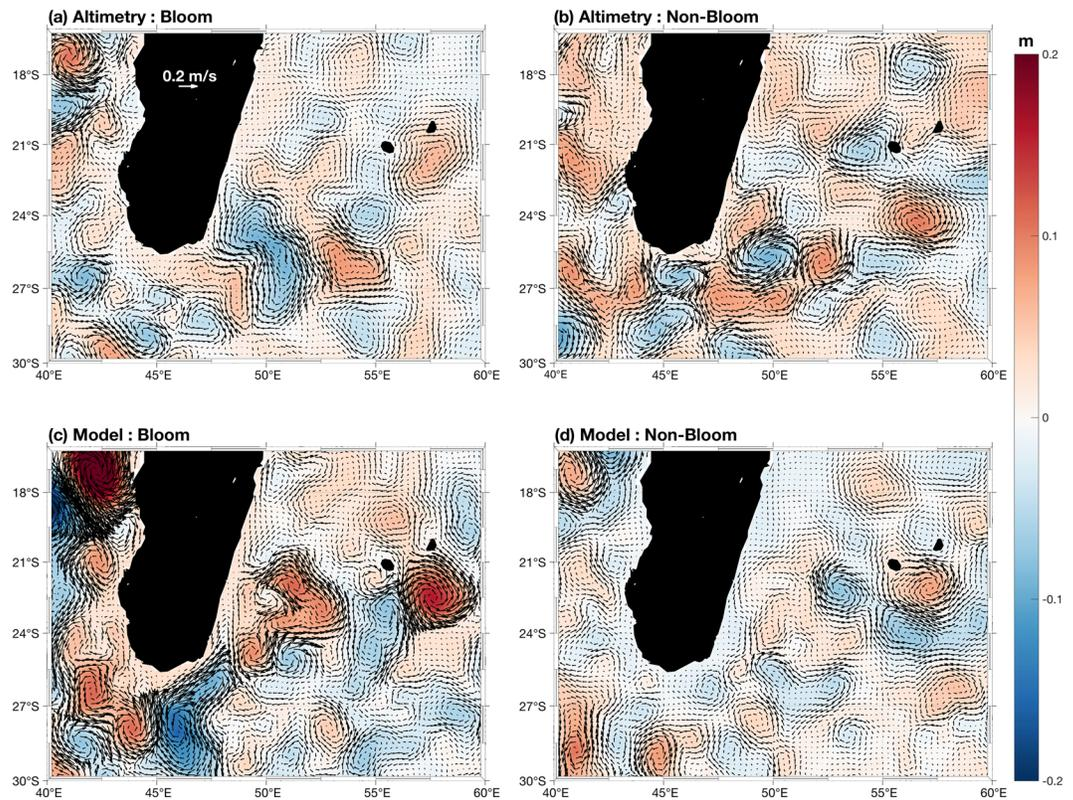 (a) Altimetry : Bloom
(b) Altimetry : Non-Bloom
m
0.2 m/s
18°S
21°S
24°S
27°S
30°S
40°E 45°E 50°E 55°E 60°E
18°S
21°S
24°S
27°S
30°S
40°E 45°E 50°E 55°E 60°E
(c) Model : Bloom
(d) Model : Non-Bloom
18°S
21°S
24°S
27°S
30°S
40°E 45°E 50°E 55°E 60°E
18°S
21°S
24°S
27°S
30°S
40°E 45°E 50°E 55°E 60°E
0.2
0.1
0
-0.1
-0.2